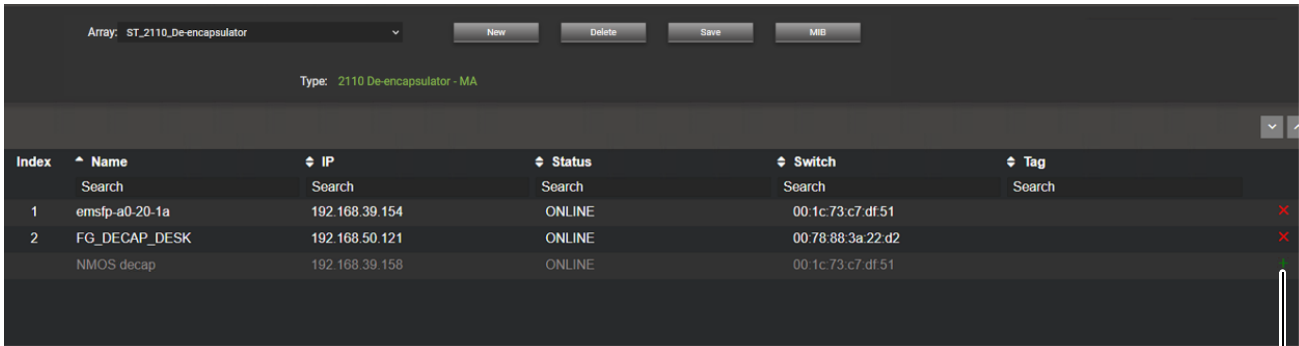 Array: ST_2110_De-encapsulator New Delete Save MIB
Type: 2110 De-encapsulator - MA
Index Name IP Status Switch Tag
Search Search Search Search Search
1 emsfp-a0-20-1a 192.168.39.154 ONLINE 00:1c:73:c7:df:51
2 FG_DECAP_DESK 192.168.50.121 ONLINE 00:78:88:3a:22:d2
NMOS decap 192.168.39.158 ONLINE 00:1c:73:c7:df:51